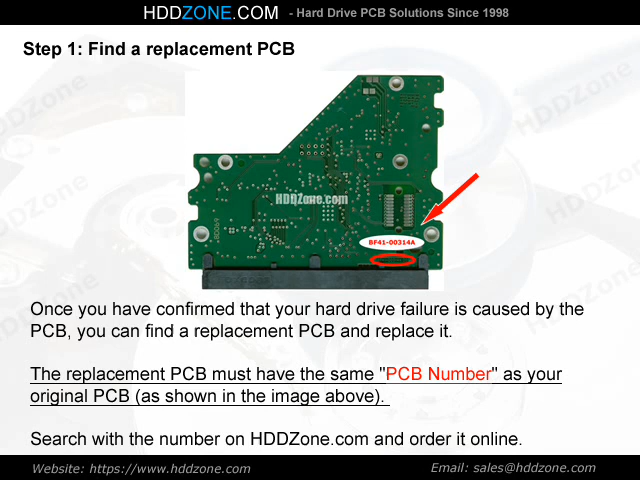 HDDZONE.COM - Hard Drive PCB Solutions Since 1998
Step 1: Find a replacement PCB
HDDZone.com
BF41-00314A
Once you have confirmed that your hard drive failure is caused by the
PCB, you can find a replacement PCB and replace it.
The replacement PCB must have the same "PCB Number" as your
original PCB (as shown in the image above).
Search with the number on HDDZone.com and order it online.
Website: https://www.hddzone.com Email: sales@hddzone.com
HDDZone
HDDZone
HDDZone
HDDZone